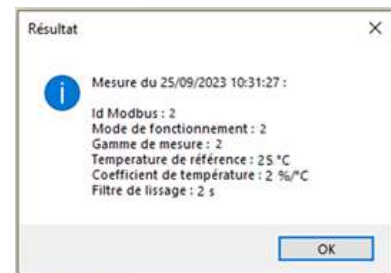 Résultat
Mesure du 25/09/2023 10:31:27 :
Id Modbus : 2
Mode de fonctionnement : 2
Gamme de mesure : 2
Temperature de référence : 25 °C
Coefficient de température : 2 %/°C
Filtre de lissage : 2 s
OK